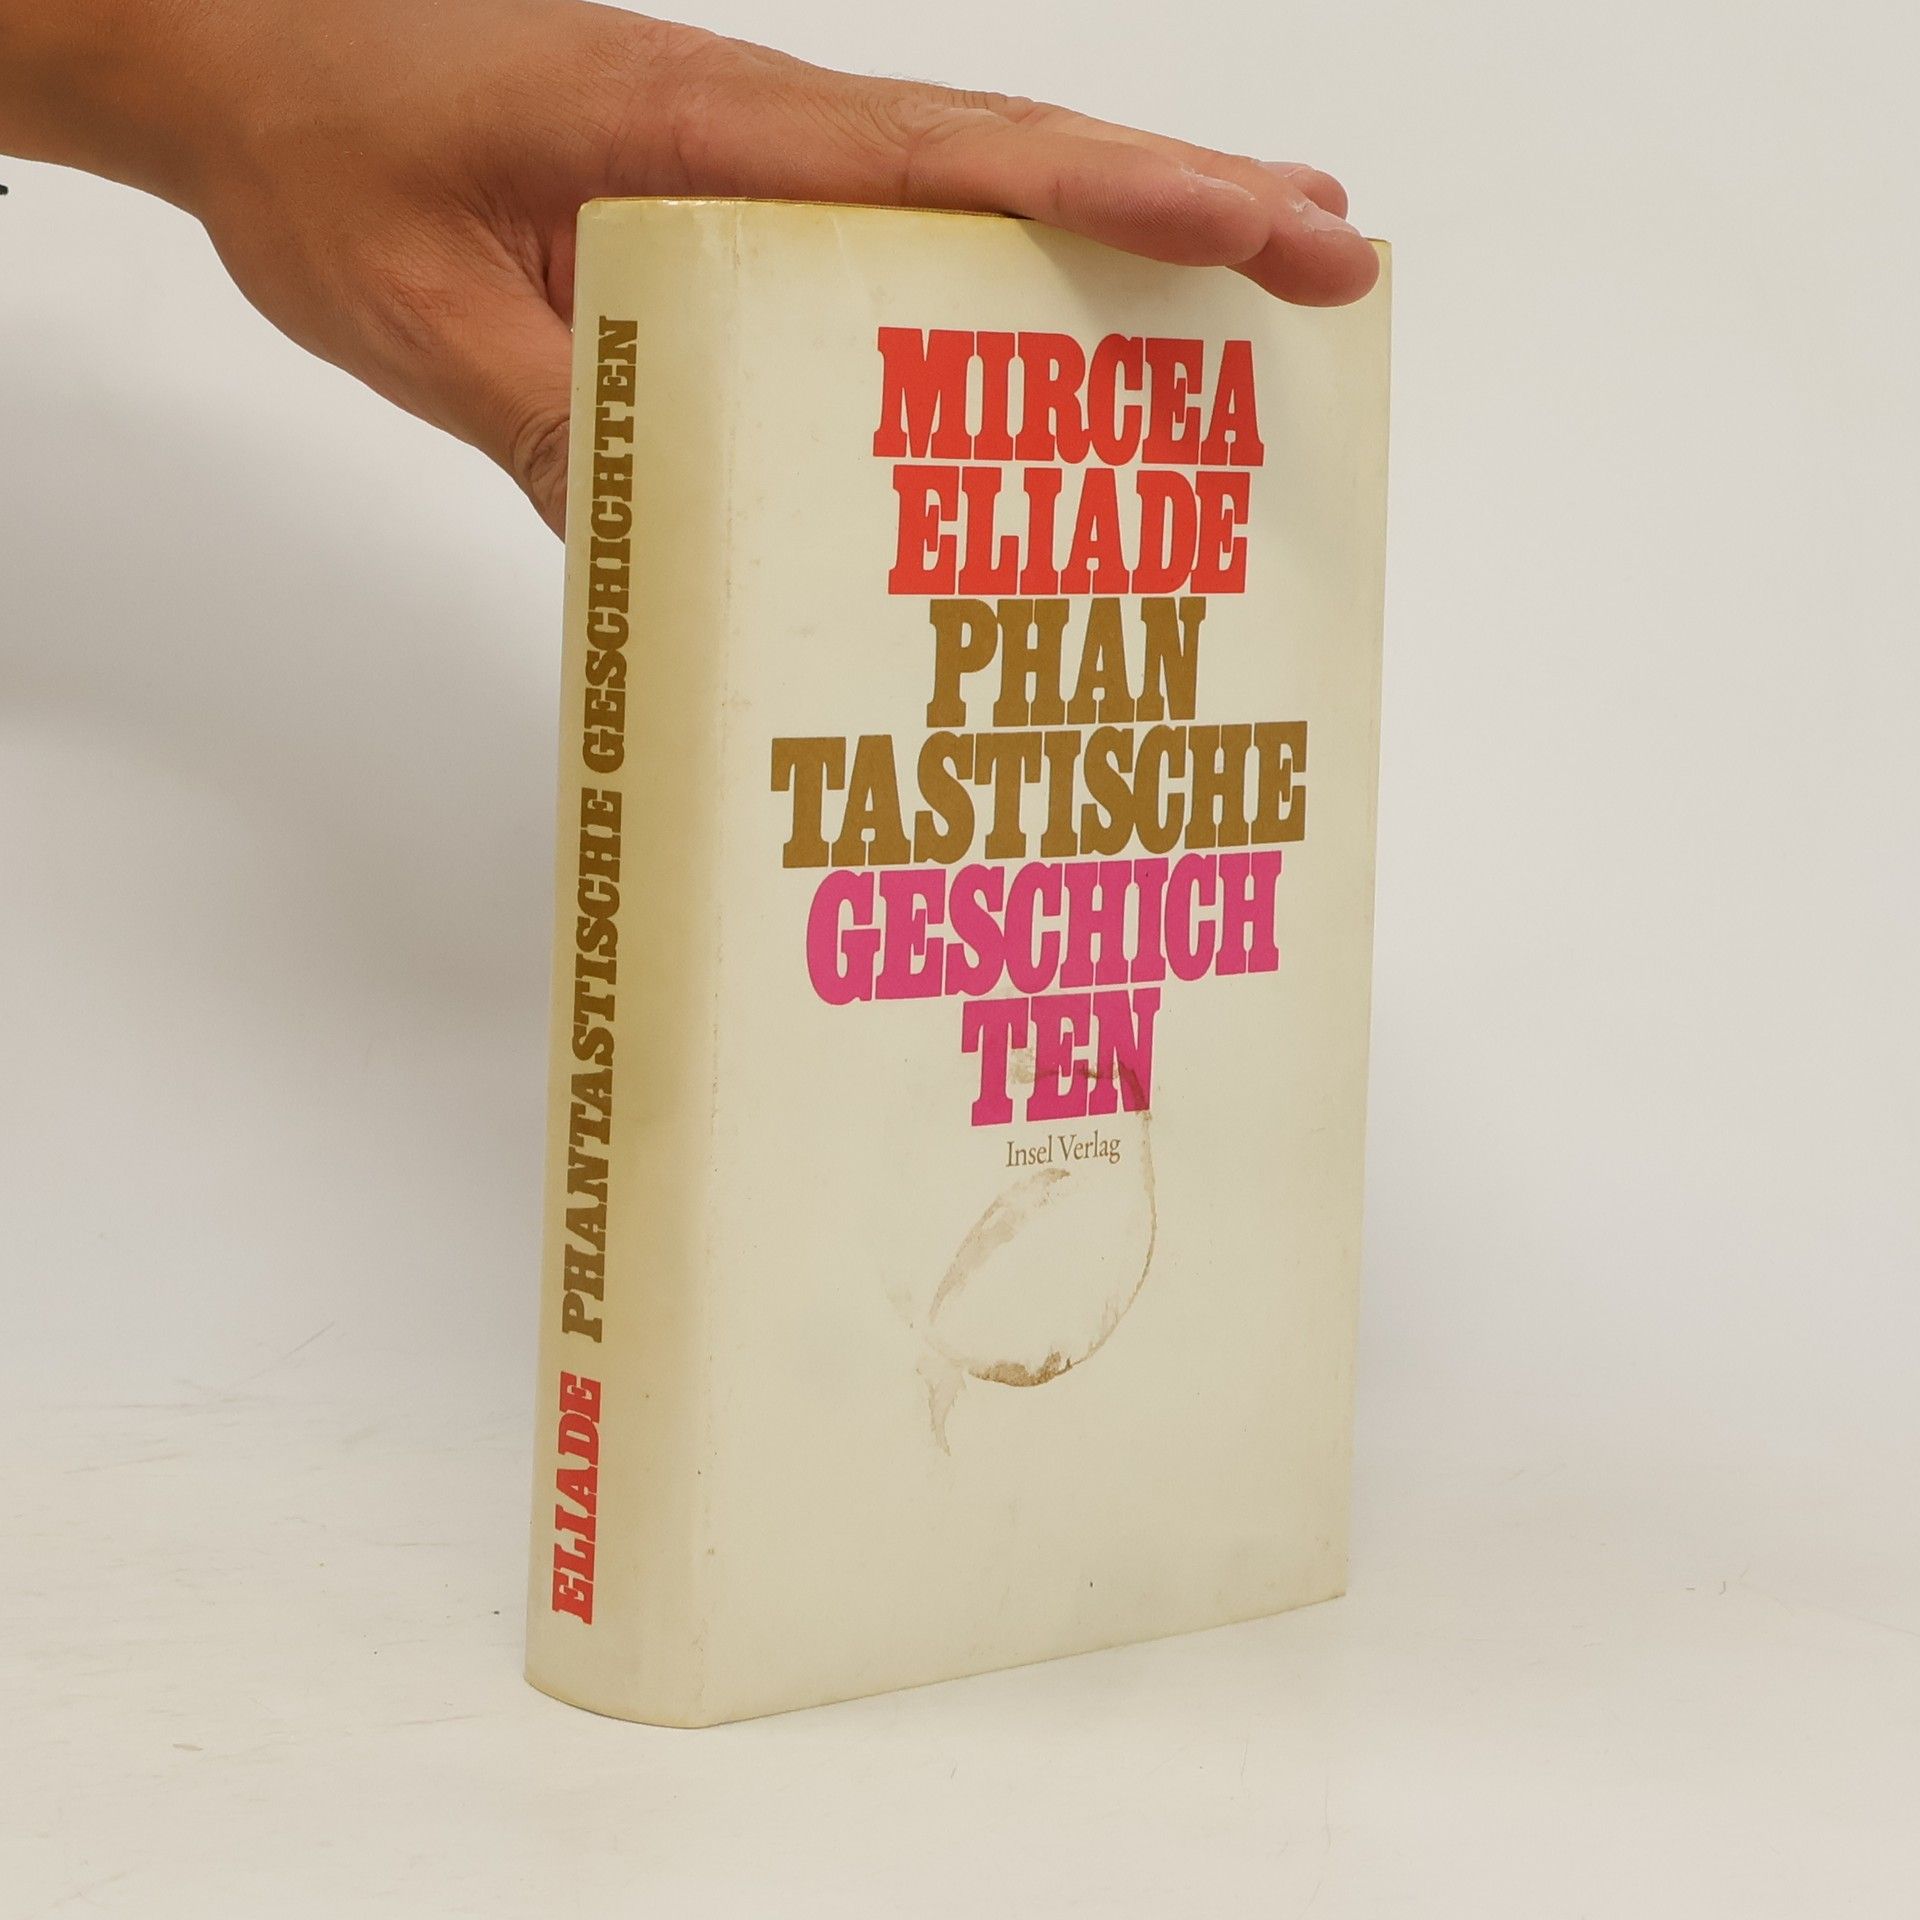 ELIADE PHANTASTISCHE GESCHICHTEN
MIRCEA
ELIADE
PHAN
TASTISCHE
GESCHICH
TEN
Insel Verlag